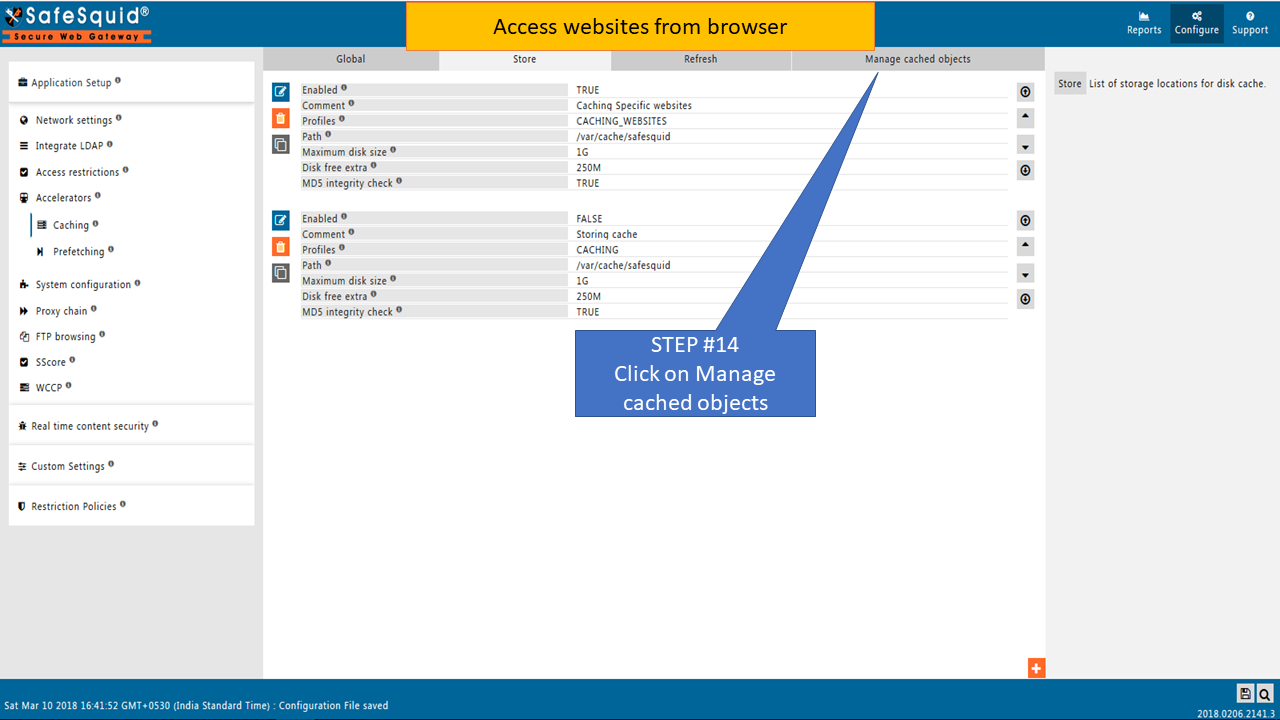 SafeSquid®
Secure Web Gateway
Access websites from browser
Reports
Configure
Support
Application Setup
Network settings
Integrate LDAP
Access restrictions
Accelerators
Caching
Prefetching
System configuration
Proxy chain
FTP browsing
SScore
WCCP
Real time content security
Custom Settings
Restriction Policies
Global Store Refresh Manage cached objects
Enabled TRUE
Comment Caching Specific websites
Profiles CACHING_WEBSITES
Path /var/cache/safesquid
Maximum disk size 1G
Disk free extra 250M
MD5 integrity check TRUE
Enabled FALSE
Comment Storing cache
Profiles CACHING
Path /var/cache/safesquid
Maximum disk size 1G
Disk free extra 250M
MD5 integrity check TRUE
STEP #14
Click on Manage
cached objects
Store List of storage locations for disk cache.
Sat Mar 10 2018 16:41:52 GMT+0530 (India Standard Time) : Configuration File saved
2018.0206.2141.3